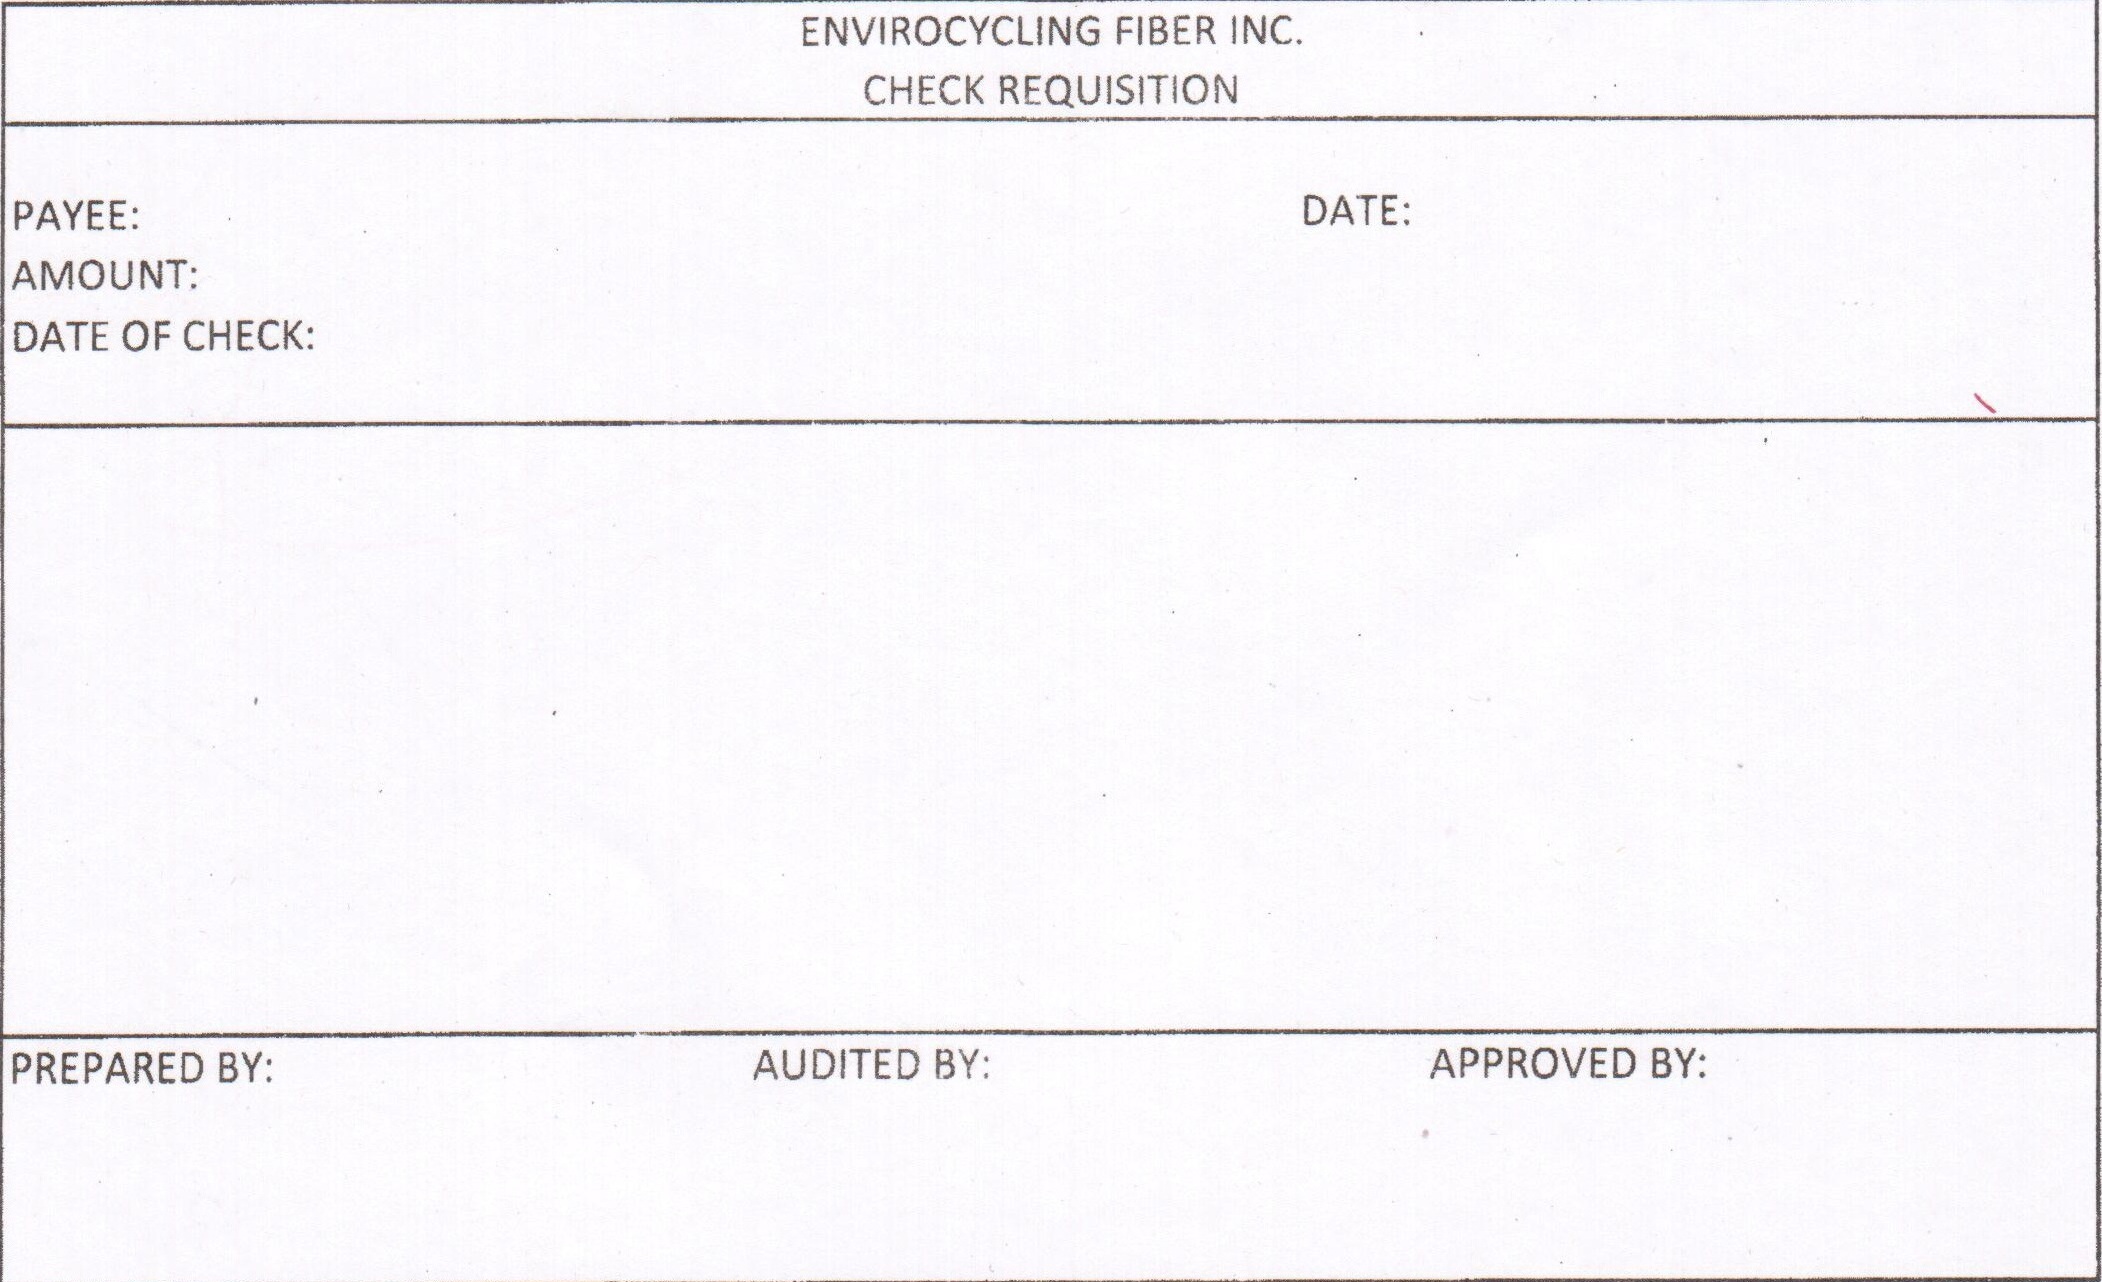 ENVIROCYCLING FIBER INC.
CHECK REQUISITION
PAYEE: DATE:
AMOUNT:
DATE OF CHECK:
PREPARED BY: AUDITED BY: APPROVED BY: